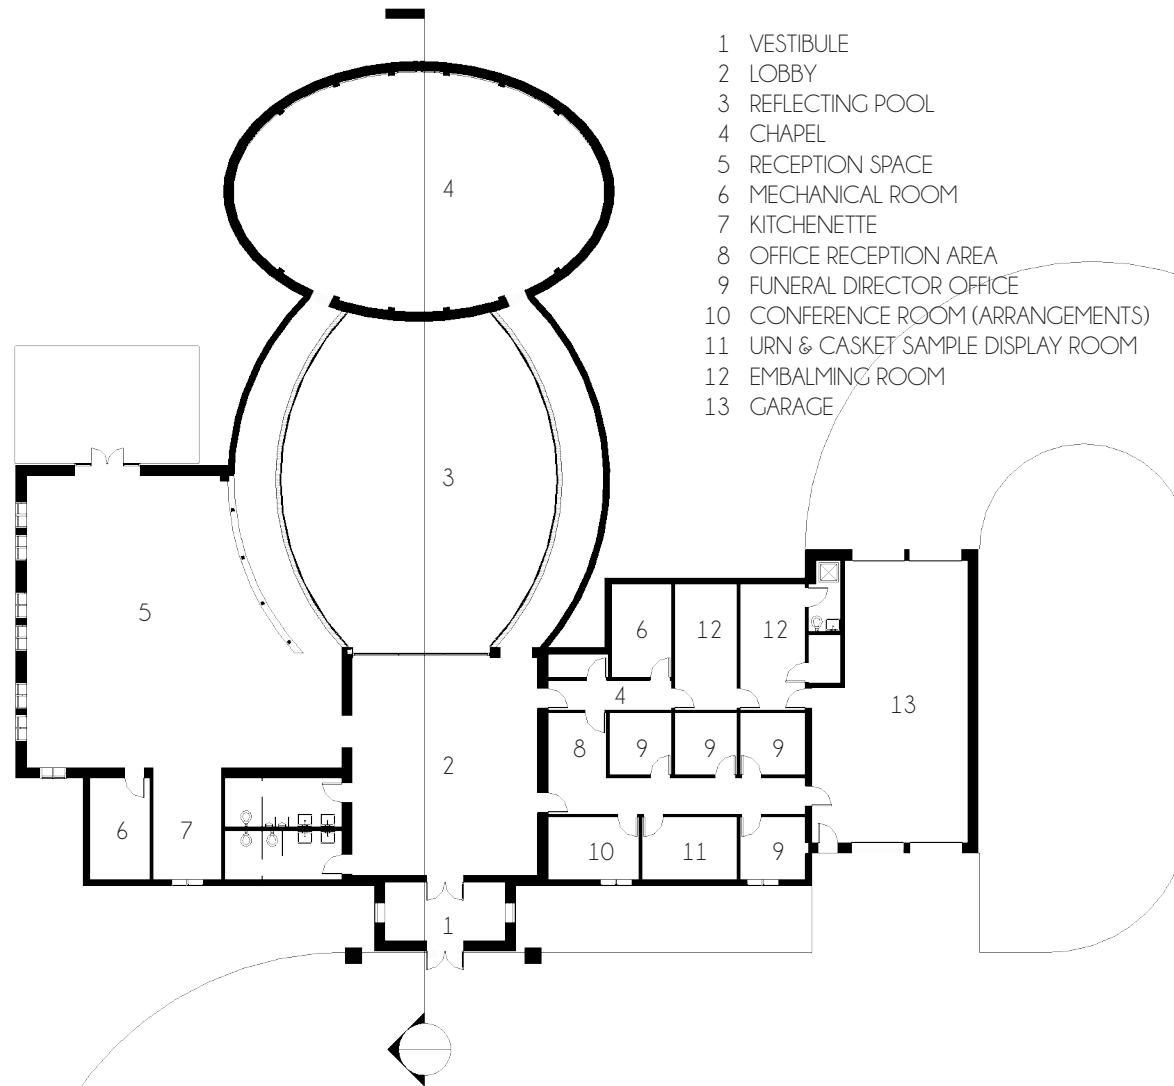 1 VESTIBULE
2 LOBBY
3 REFLECTING POOL
4 CHAPEL
5 RECEPTION SPACE
6 MECHANICAL ROOM
7 KITCHENETTE
8 OFFICE RECEPTION AREA
9 FUNERAL DIRECTOR OFFICE
10 CONFERENCE ROOM (ARRANGEMENTS)
11 URN & CASKET SAMPLE DISPLAY ROOM
12 EMBALMING ROOM
13 GARAGE
4
3
5
6
12
12
4
13
8
9
9
9
2
6
7
10
11
9
1